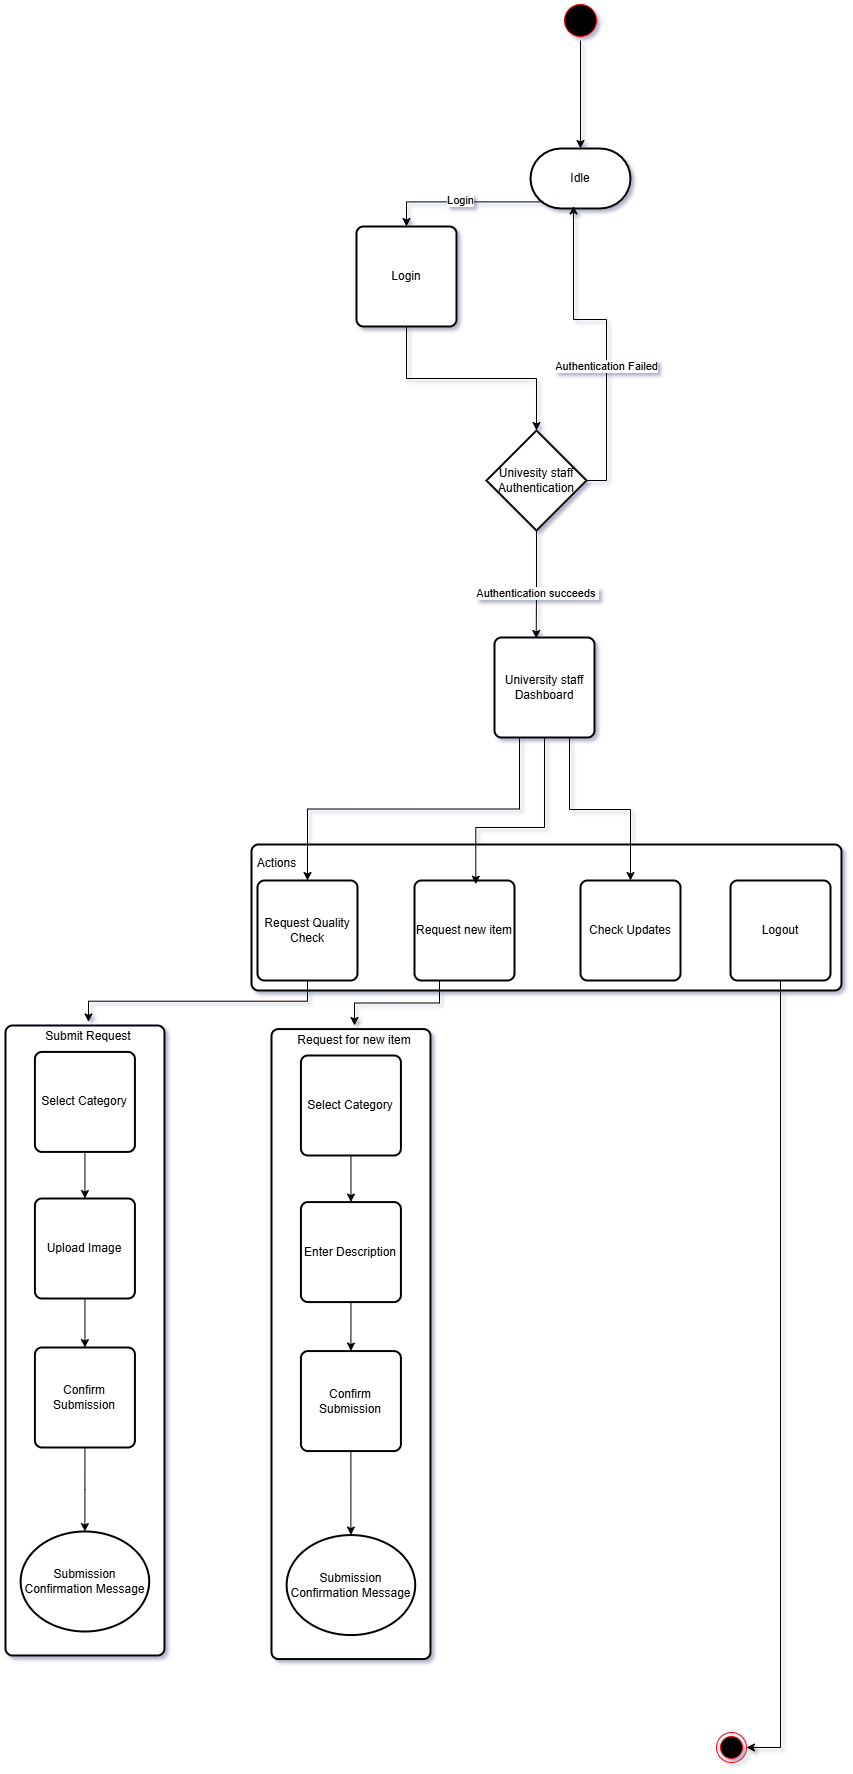 Idle
Login
Login
Authentication Failed
Univesity staff
Authentication
Authentication succeeds
University staff
Dashboard
Actions
Request Quality
Check
Request new item
Check Updates
Logout
Submit Request
Select Category
Upload Image
Confirm
Submission
Submission
Confirmation Message
Request for new item
Select Category
Enter Description
Confirm
Submission
Submission
Confirmation Message